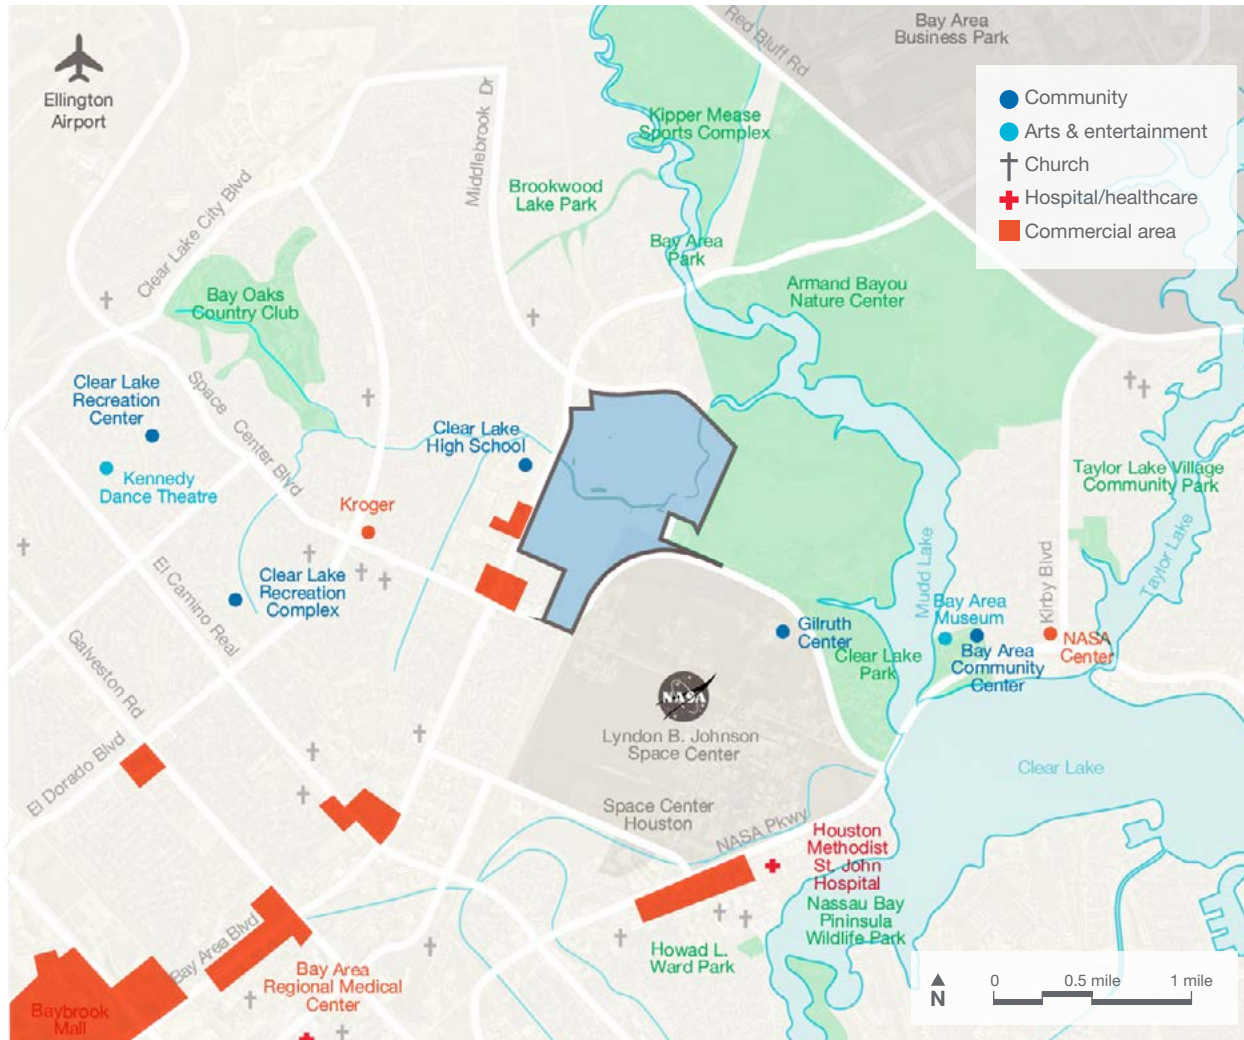 Bay Area
Business Park
Red Bluff Rd
Ellington
Airport
Community
Arts & entertainment
Church
Hospital/healthcare
Commercial area
Middlebrook Dr
Kipper Mease
Sports Complex
Brookwood
Lake Park
Clear Lake City Blvd
Bay Area
Park
Armand Bayou
Nature Center
Bay Oaks
Country Club
Clear Lake
Recreation
Center
Space Center Blvd
Clear Lake
High School
Kennedy
Dance Theatre
Taylor Lake Village
Community Park
Kroger
Mudd Lake
Taylor Lake
Kirby Blvd
El Camino Real
Clear Lake
Recreation
Complex
Bay Area
Museum
Gilruth
Center
Bay Area
Community
Center
NASA
Center
Clear Lake
Park
Galveston Rd
NASA
Lyndon B. Johnson
Space Center
El Dorado Blvd
Clear Lake
Space Center
Houston
NASA Pkwy
Houston
Methodist
St. John
Hospital
Nassau Bay
Pininsula
Wildlife Park
Howad L.
Ward Park
Bay Area Blvd
Bay Area
Regional Medical
Center
Baybrook
Mall
N
0 0.5 mile 1 mile